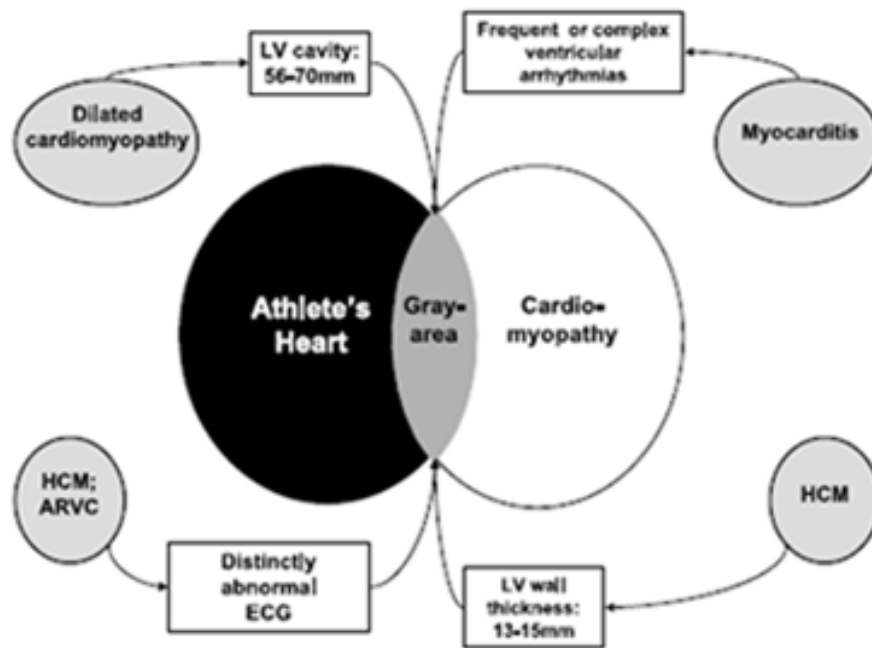 LV cavity:
56-70mm
Frequent or complex
ventricular
arrhythmias
Dilated
cardiomyopathy
Myocarditis
Athlete's
Heart
Gray-
area
Cardio-
myopathy
HCM;
ARVC
HCM
Distinctly
abnormal
ECG
LV wall
thickness:
13-15mm